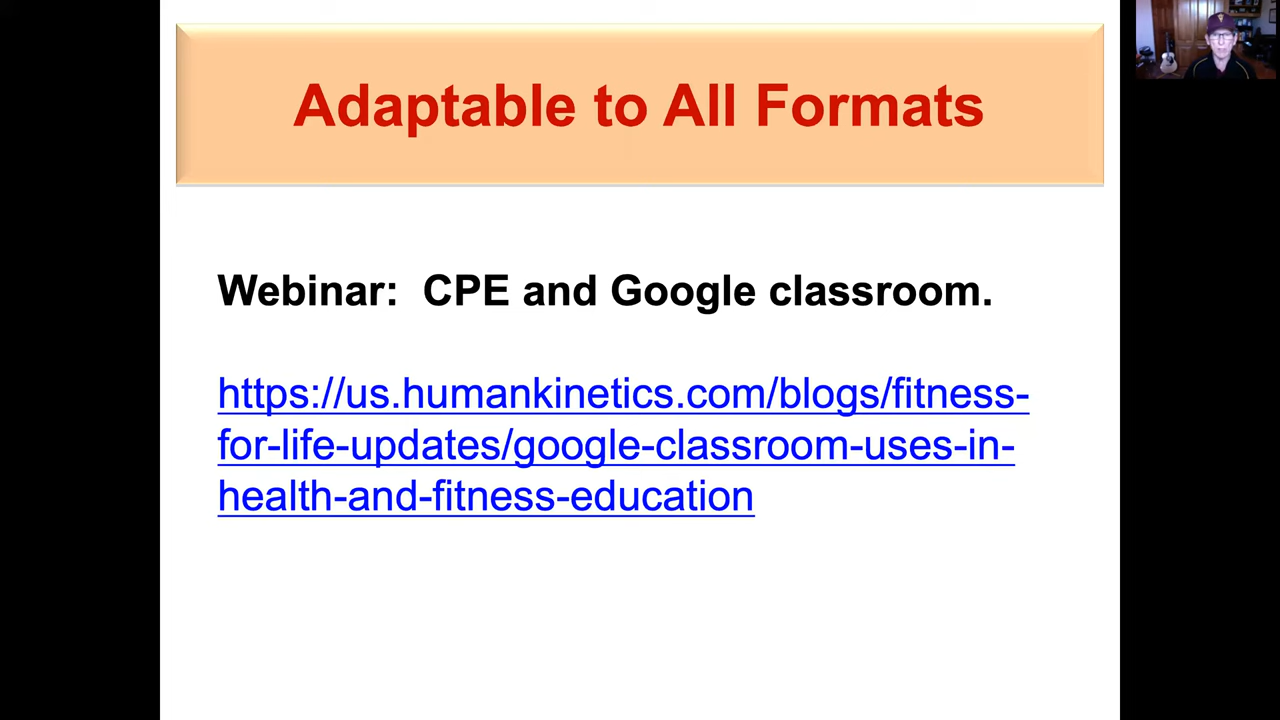 Adaptable to All Formats
Webinar:  CPE and Google classroom.
https://us.humankinetics.com/blogs/fitness-
for-life-updates/google-classroom-uses-in-
health-and-fitness-education